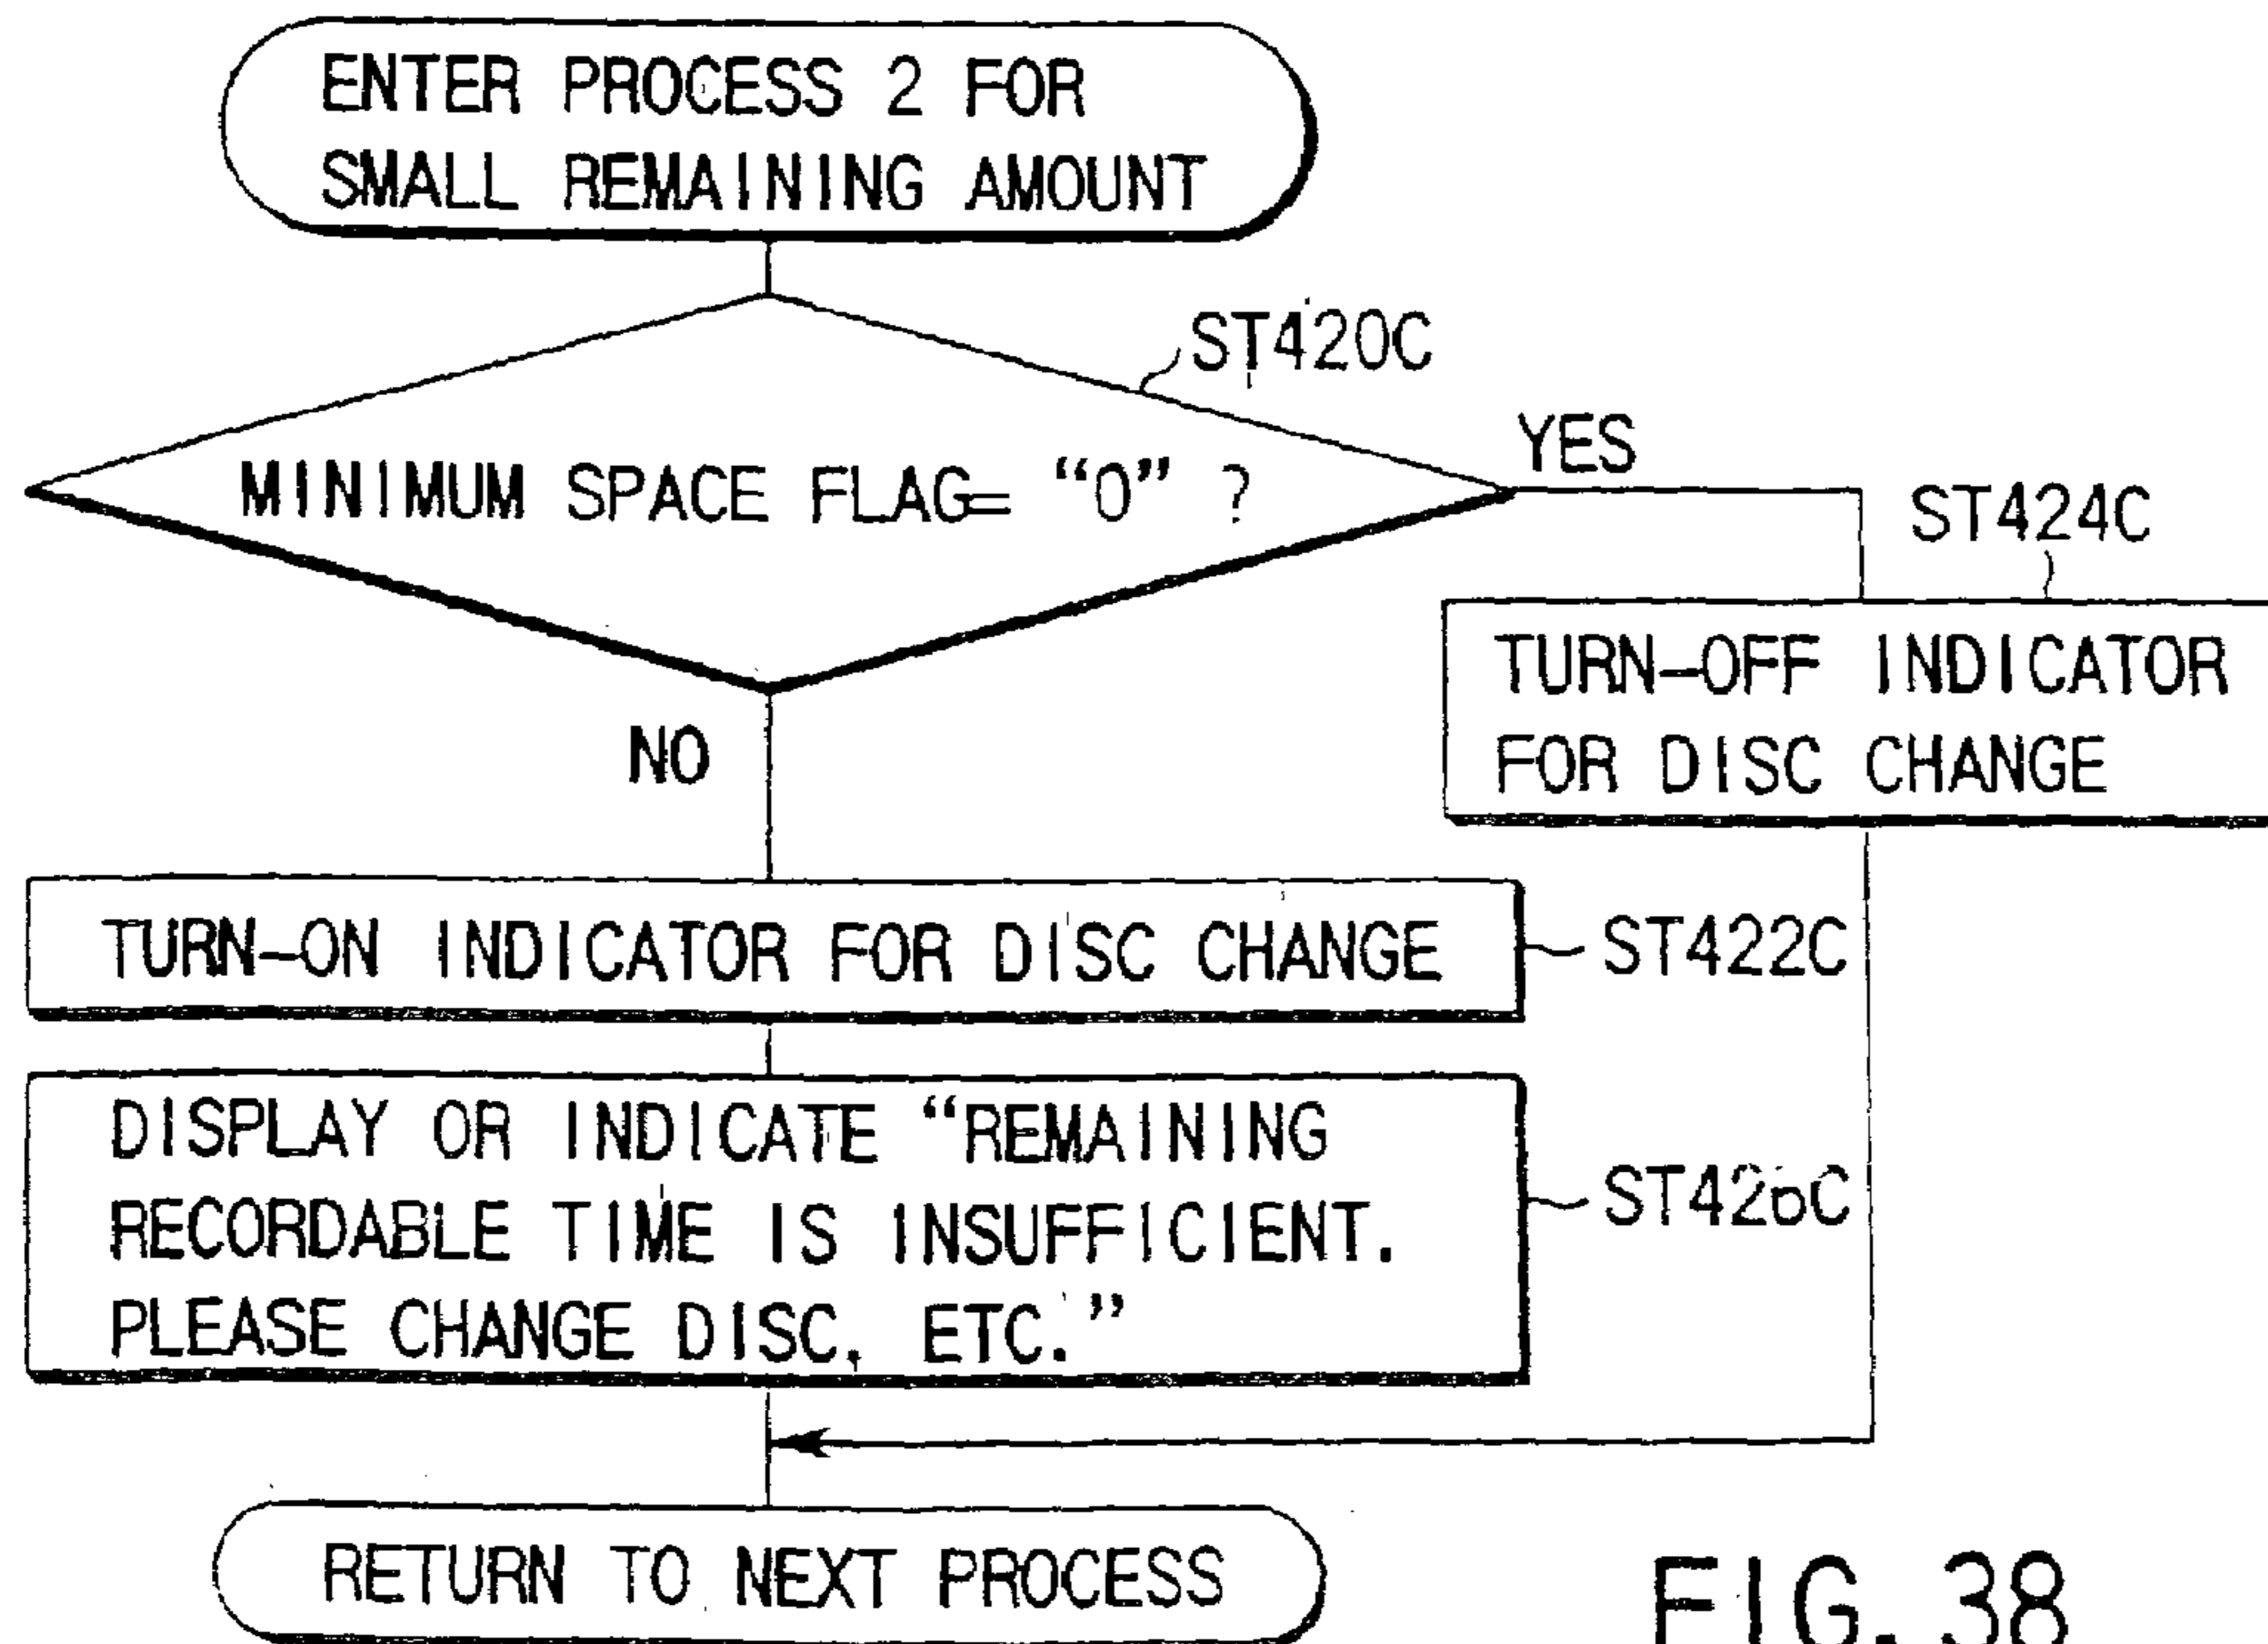 ENTER PROCESS 2 FOR
SMALL REMAINING AMOUNT
ST420C
MINIMUM SPACE FLAG= “0” ?
YES
ST424C
TURN-OFF INDICATOR
FOR DISC CHANGE
NO
TURN-ON INDICATOR FOR DISC CHANGE
ST422C
DISPLAY OR INDICATE “REMAINING
RECORDABLE TIME IS INSUFFICIENT.
PLEASE CHANGE DISC, ETC.”
ST426C
RETURN TO NEXT PROCESS
FIG. 38